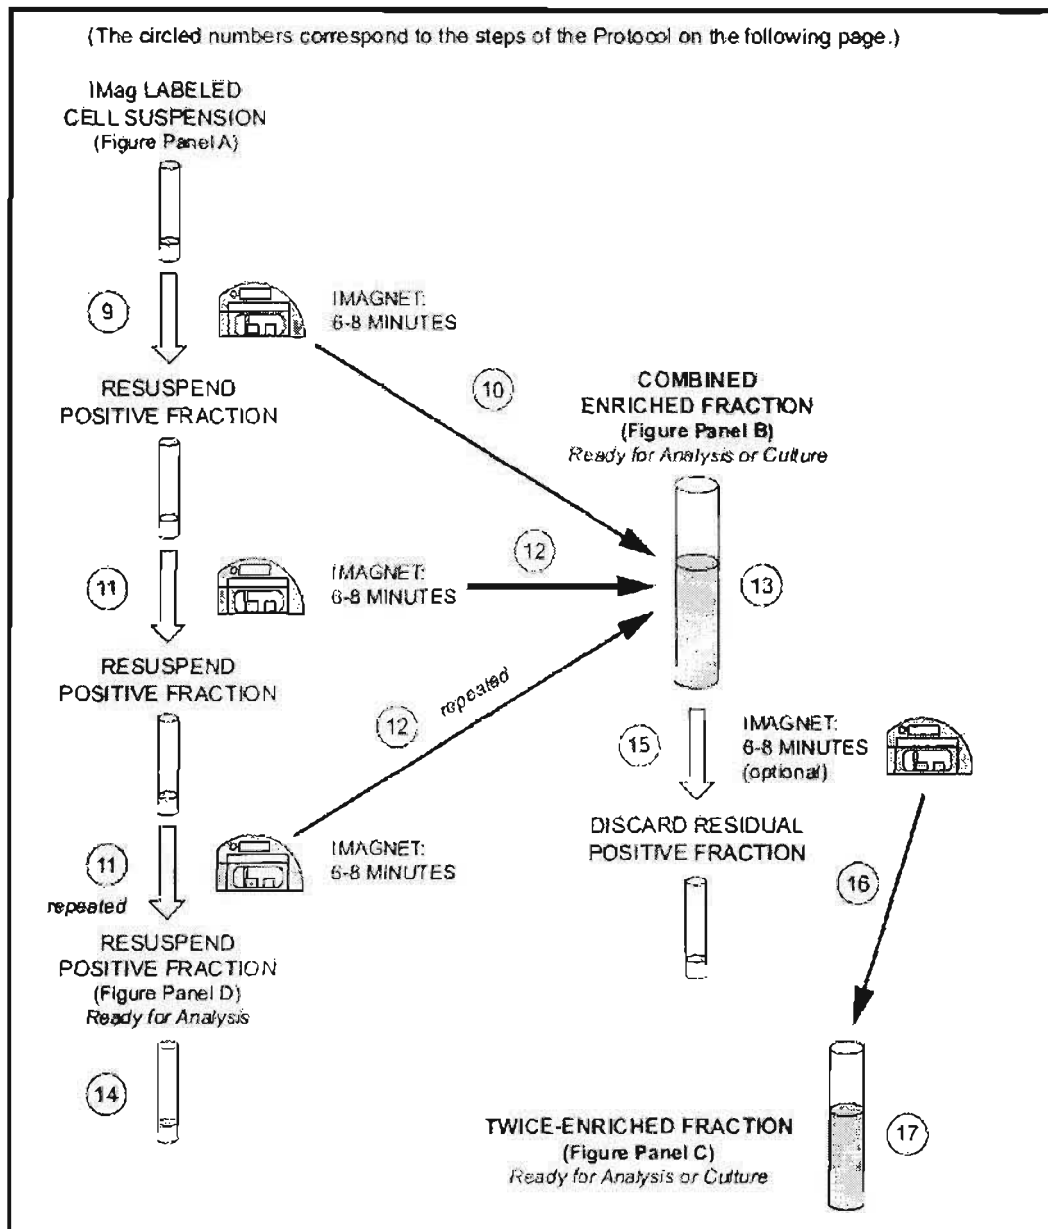 (The circled numbers correspond to the steps of the Protocol on the following page.)
IMag LABELED
CELL SUSPENSION
(Figure Panel A)
9
IMAGNET:
6-8 MINUTES
RESUSPEND
POSITIVE FRACTION
10
COMBINED
ENRICHED FRACTION
(Figure Panel B)
Ready for Analysis or Culture
11
IMAGNET:
6-8 MINUTES
12
13
RESUSPEND
POSITIVE FRACTION
12
repeated
15
IMAGNET:
6-8 MINUTES
(optional)
11
repeated
IMAGNET:
6-8 MINUTES
DISCARD RESIDUAL
POSITIVE FRACTION
16
RESUSPEND
POSITIVE FRACTION
(Figure Panel D)
Ready for Analysis
14
TWICE-ENRICHED FRACTION
(Figure Panel C)
Ready for Analysis or Culture
17